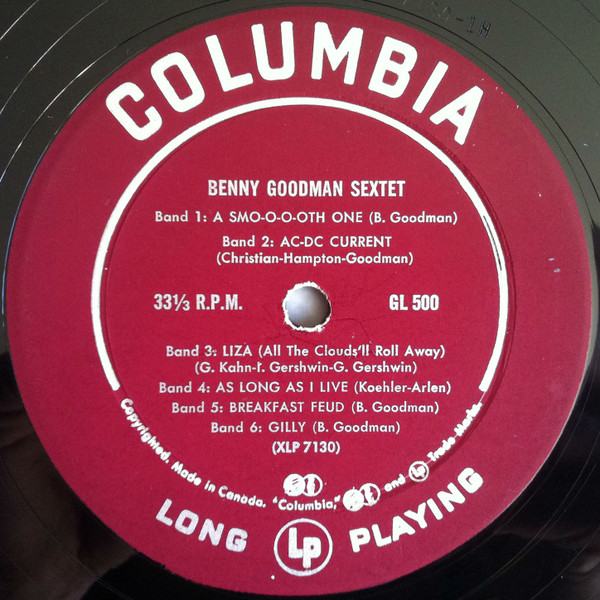 COLUMBIA
BENNY GOODMAN SEXTET
Band 1: A SMO-O-O-OTH ONE (B. Goodman)
Band 2: AC-DC CURRENT
(Christian-Hampton-Goodman)
33⅓ R.P.M.
GL 500
Band 3: LIZA (All The Clouds'll Roll Away)
(G. Kahn-I. Gershwin-G. Gershwin)
Band 4: AS LONG AS I LIVE (Koehler-Arlen)
Band 5: BREAKFAST FEUD (B. Goodman)
Band 6: GILLY (B. Goodman)
(XLP 7130)
Copyrighted. Made in Canada. "Columbia," and Lp Trade Marks.
LONG Lp PLAYING